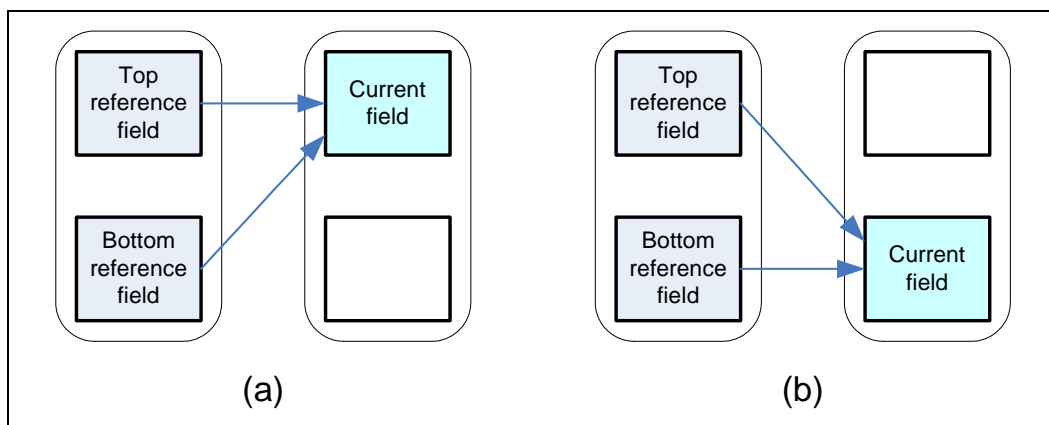 Top
reference
field
Current
field
Bottom
reference
field
(a)
Top
reference
field
Bottom
reference
field
Current
field
(b)